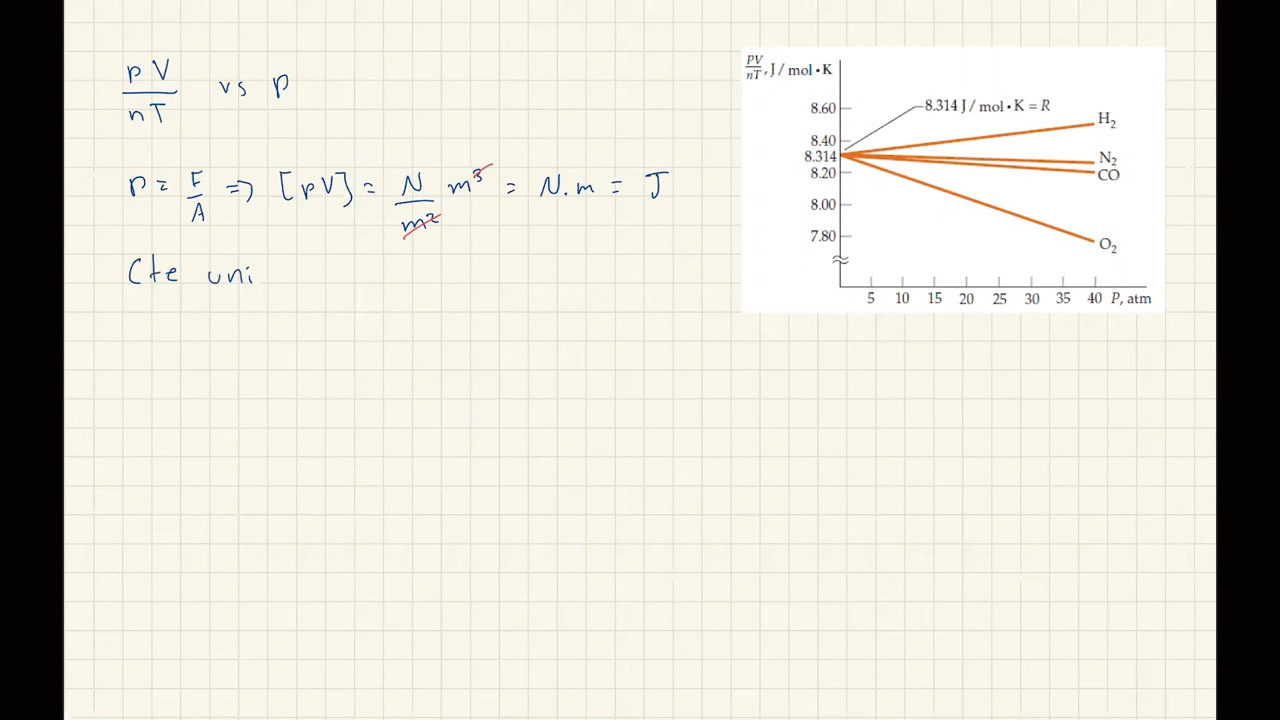 pV
nT
vs p
p = F/A => [pV] = N/m² m³ = N.m = J
Cte uni
PV/nT, J/mol•K
8.60
8.40
8.314
8.20
8.00
7.80
8.314 J/mol•K = R
H₂
N₂
CO
O₂
5 10 15 20 25 30 35 40 P, atm